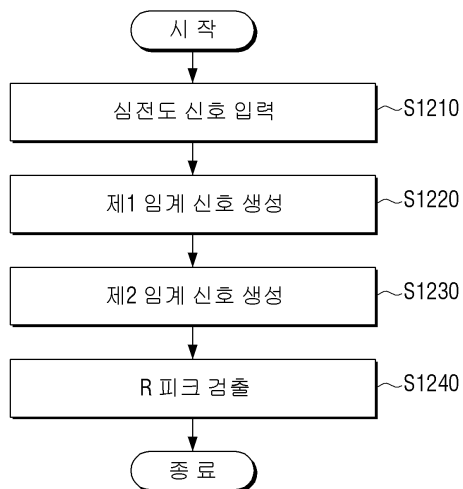 시 작
심전도 신호 입력
S1210
제1 임계 신호 생성
S1220
제2 임계 신호 생성
S1230
R 피크 검출
S1240
종 료